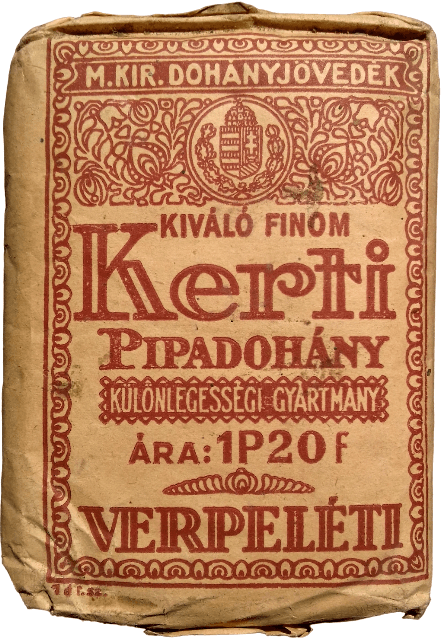 M. KIR. DOHÁNYJÖVEDÉK
KIVÁLÓ FINOM
Kerti
PIPADOHÁNY
KÜLÖNLEGESSÉGI GYÁRTMÁNY
ÁRA: 1P20f
VERPELÉTI